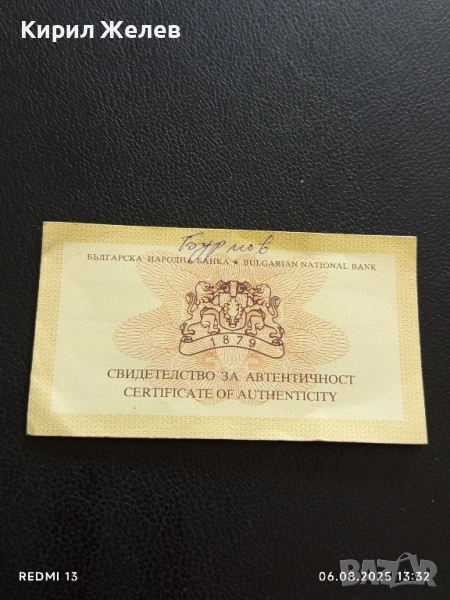 Кирил Желев
Бурмов
БЪЛГАРСКА НАРОДНА БАНКА ★ BULGARIAN NATIONAL BANK
1879
СВИДЕТЕЛСТВО ЗА АВТЕНТИЧНОСТ
CERTIFICATE OF AUTHENTICITY
REDMI 13
06.08.2025 13:32
BAZAR